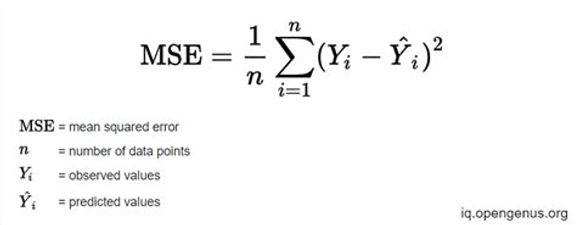 MSE = \frac{1}{n} \sum_{i=1}^{n} (Y_i - \hat{Y}_i)^2
MSE = mean squared error
n = number of data points
Y_i = observed values
\hat{Y}_i = predicted values
iq.opengenus.org